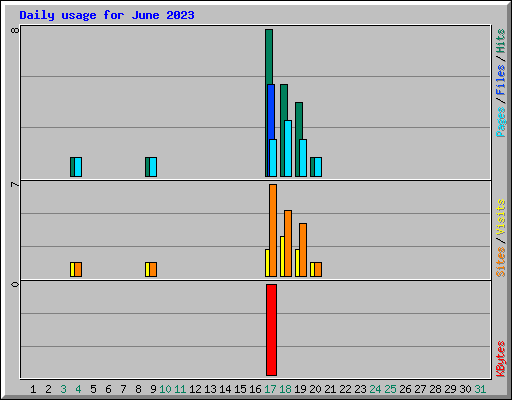 Daily usage for June 2023
8
7
0
Pages/Files/Hits
Sites/Visits
KBytes
1 2 3 4 5 6 7 8 9 10 11 12 13 14 15 16 17 18 19 20 21 22 23 24 25 26 27 28 29 30 31